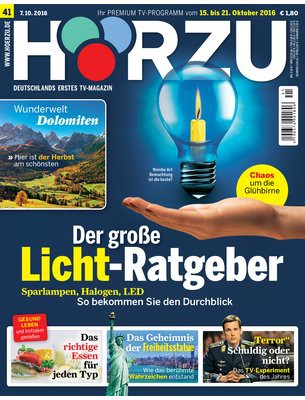 41
7.10.2016
Ihr PREMIUM TV-PROGRAMM vom 15. bis 21. Oktober 2016
€ 1,80
WWW.HOERZU.DE
HÖRZU
DEUTSCHLANDS ERSTES TV-MAGAZIN
Wunderwelt
Dolomiten
» Hier ist der Herbst
am schönsten
Welche Art
Beleuchtung
ist die beste?
Chaos
um die
Glühbirne
Der große
Licht-Ratgeber
Sparlampen, Halogen, LED
So bekommen Sie den Durchblick
GESUND
LEBEN
und trotzdem
genießen
Das
richtige
Essen
für
jeden Typ
Das Geheimnis
der Freiheitsstatue
Wie das berühmte
Wahrzeichen entstand
"Terror"
Schuldig oder
nicht?
Das TV-Experiment
des Jahres